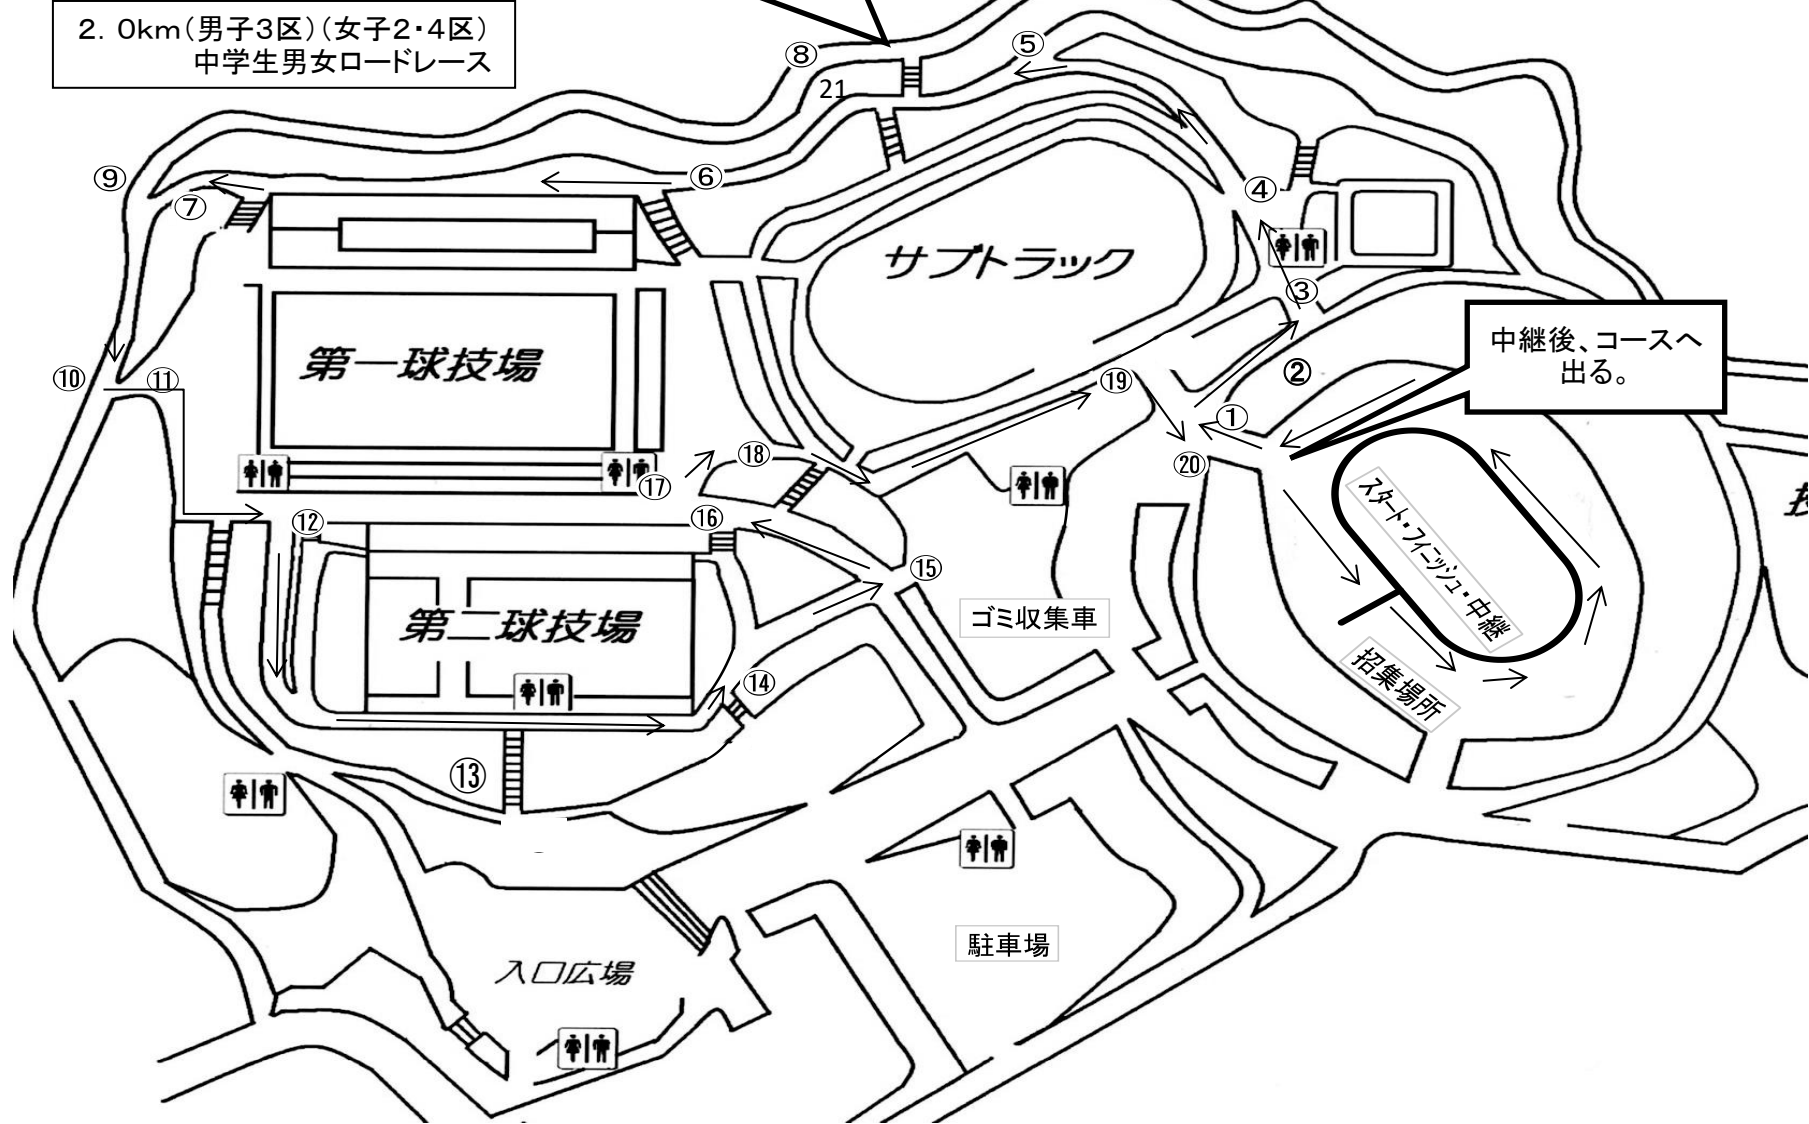 ２．０ｋｍ（男子３区）（女子２・４区）
中学生男女ロードレース
⑧
⑤
21
⑥
⑨
⑦
④
サブトラック
③
中継後、コースへ
出る。
第一球技場
⑩
⑪
⑲
②
①
⑱
⑳
⑰
⑯
⑫
スタート・フィニッシュ・中継
⑮
第二球技場
ゴミ収集車
招集場所
⑭
⑬
駐車場
入口広場